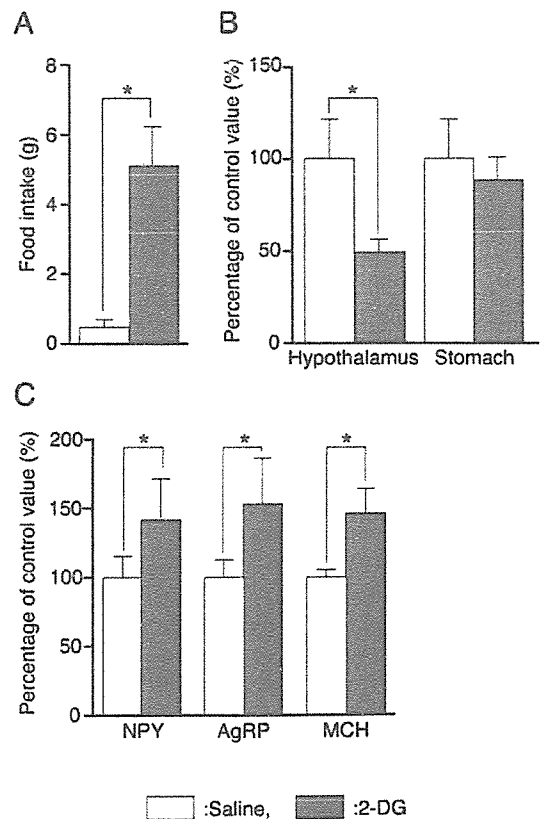 A
Food intake (g)
8
6
4
2
0
*
B
Percentage of control value (%)
150
100
50
0
*
Hypothalamus Stomach
C
Percentage of control value (%)
200
150
100
50
0
* * *
NPY AgRP MCH
:Saline, :2-DG